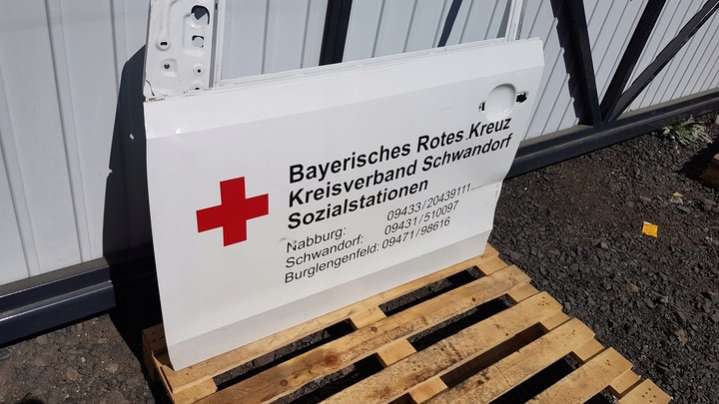 Bayerisches Rotes Kreuz
Kreisverband Schwandorf
Sozialstationen
Nabburg: 09433/20439111
Schwandorf: 09431/510097
Burglengenfeld: 09471/98616